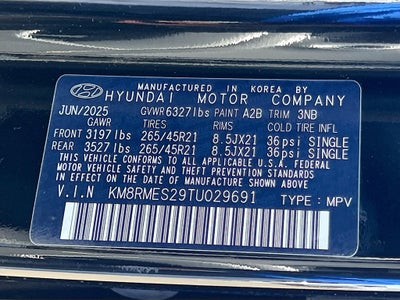 MANUFACTURED IN KOREA BY
HYUNDAI MOTOR COMPANY
JUN/2025 GVWR 6327lbs PAINT A2B TRIM 3NB
GAWR TIRES RIMS COLD TIRE INFL
FRONT 3197lbs 265/45R21 8.5JX21 36psi SINGLE
REAR 3527lbs 265/45R21 8.5JX21 36psi SINGLE
THIS VEHICLE CONFORMS TO ALL APPLICABLE U.S.A. FEDERAL
MOTOR VEHICLE SAFETY STANDARDS IN EFFECT ON THE DATE OF
MANUFACTURE SHOWN ABOVE.
V.I.N KM8RMES29TU029691
TYPE: MPV